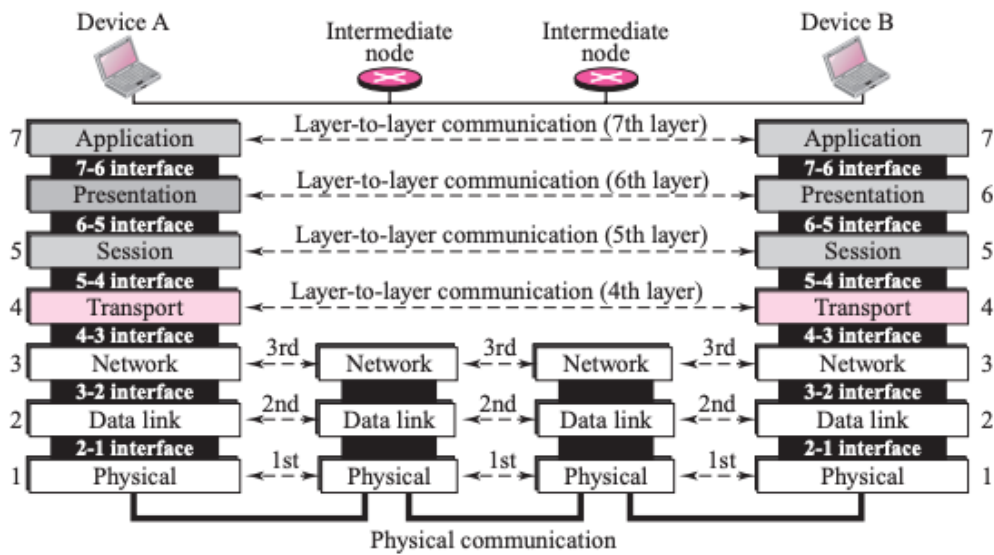 Device A
Intermediate
node
Intermediate
node
Device B
7 Application Layer-to-layer communication (7th layer) Application 7
7-6 interface 7-6 interface
Presentation Layer-to-layer communication (6th layer) Presentation 6
6-5 interface 6-5 interface
5 Session Layer-to-layer communication (5th layer) Session 5
5-4 interface 5-4 interface
4 Transport Layer-to-layer communication (4th layer) Transport 4
4-3 interface 4-3 interface
3 Network 3rd Network 3rd Network 3rd Network 3
3-2 interface 3-2 interface
2 Data link 2nd Data link 2nd Data link 2nd Data link 2
2-1 interface 2-1 interface
1 Physical 1st Physical 1st Physical 1st Physical 1
Physical communication